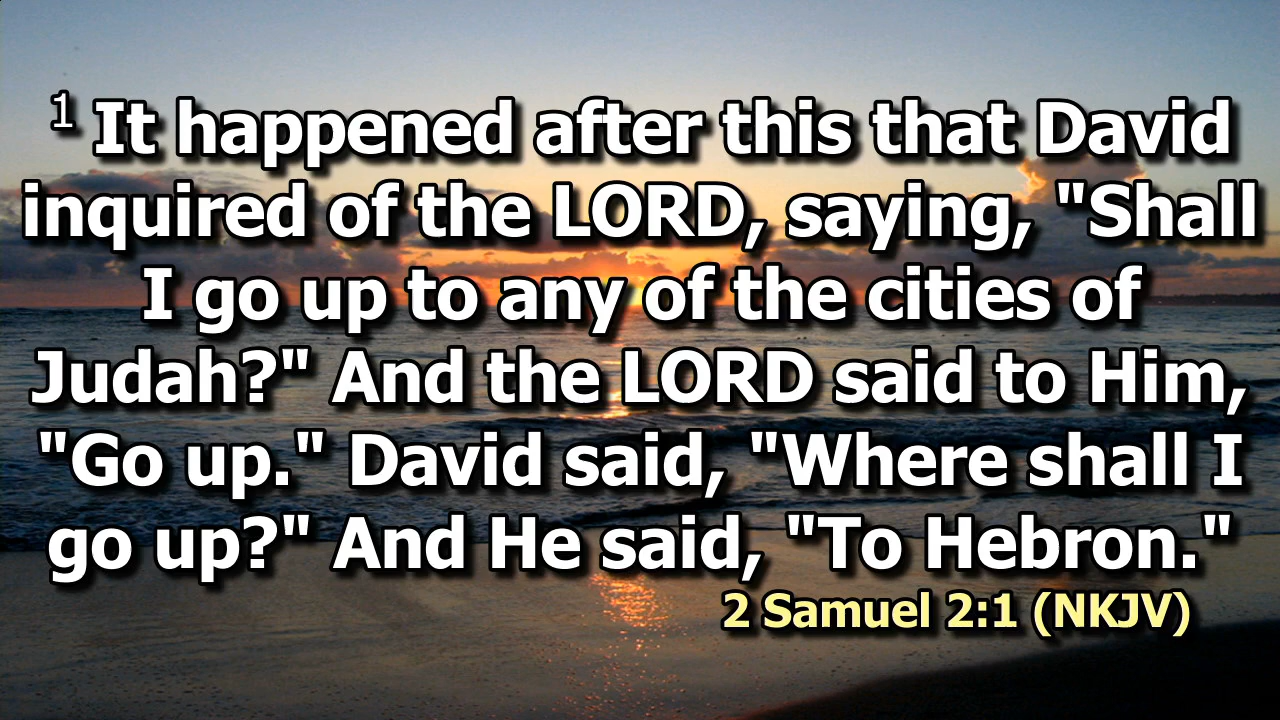 1 It happened after this that David
inquired of the LORD, saying, "Shall
I go up to any of the cities of
Judah?" And the LORD said to Him,
"Go up." David said, "Where shall I
go up?" And He said, "To Hebron."
2 Samuel 2:1 (NKJV)